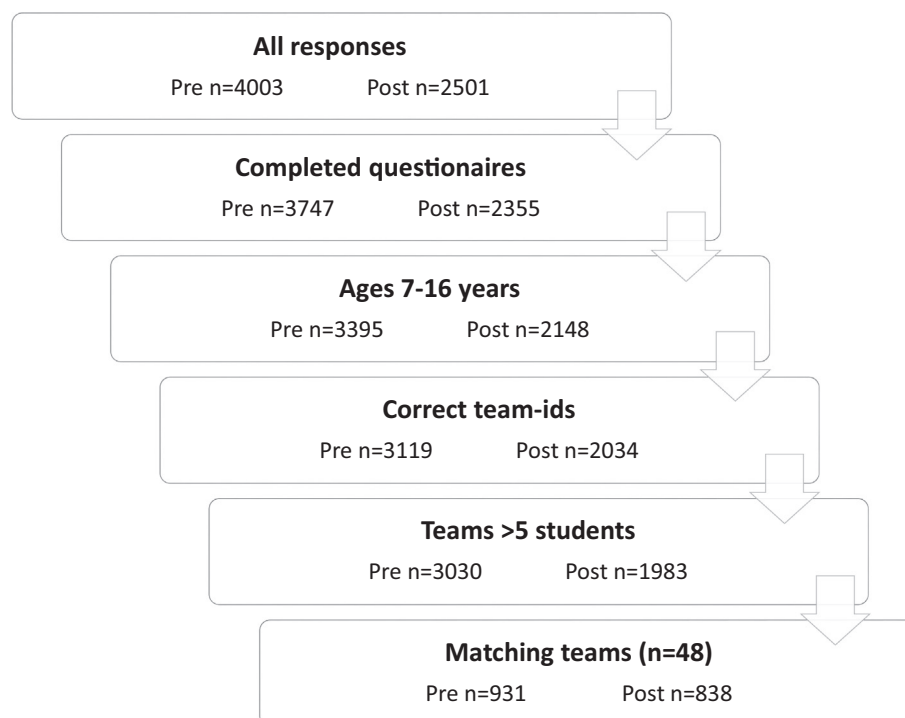 All responses
Pre n=4003 Post n=2501
Completed questionaires
Pre n=3747 Post n=2355
Ages 7-16 years
Pre n=3395 Post n=2148
Correct team-ids
Pre n=3119 Post n=2034
Teams >5 students
Pre n=3030 Post n=1983
Matching teams (n=48)
Pre n=931 Post n=838